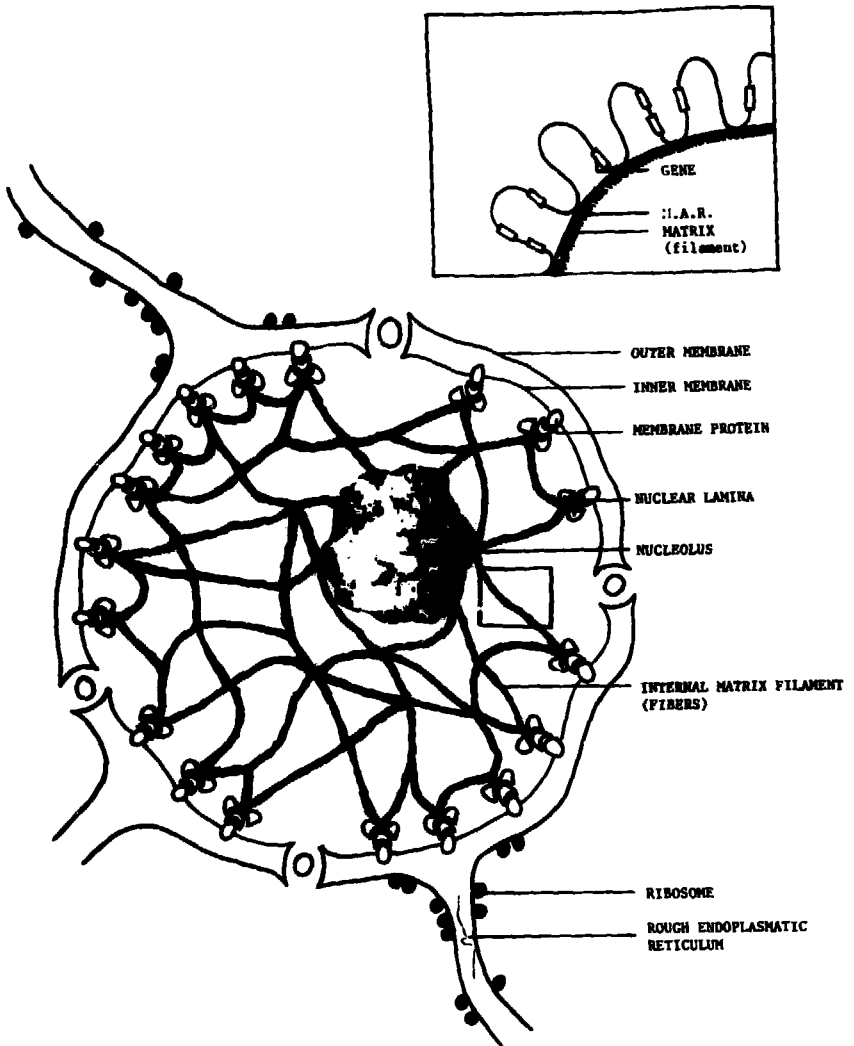 GENE
M.A.R.
MATRIX
(filament)
OUTER MEMBRANE
INNER MEMBRANE
MEMBRANE PROTEIN
NUCLEAR LAMINA
NUCLEOLUS
INTERNAL MATRIX FILAMENT
(FIBERS)
RIBOSOME
ROUGH ENDOPLASMATIC
RETICULUM